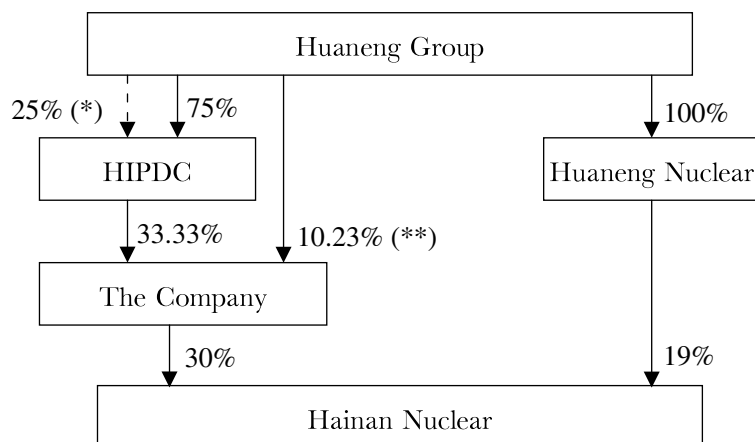 Huaneng Group
25% (*)
75%
100%
HIPDC
Huaneng Nuclear
33.33%
10.23% (**)
The Company
30%
19%
Hainan Nuclear